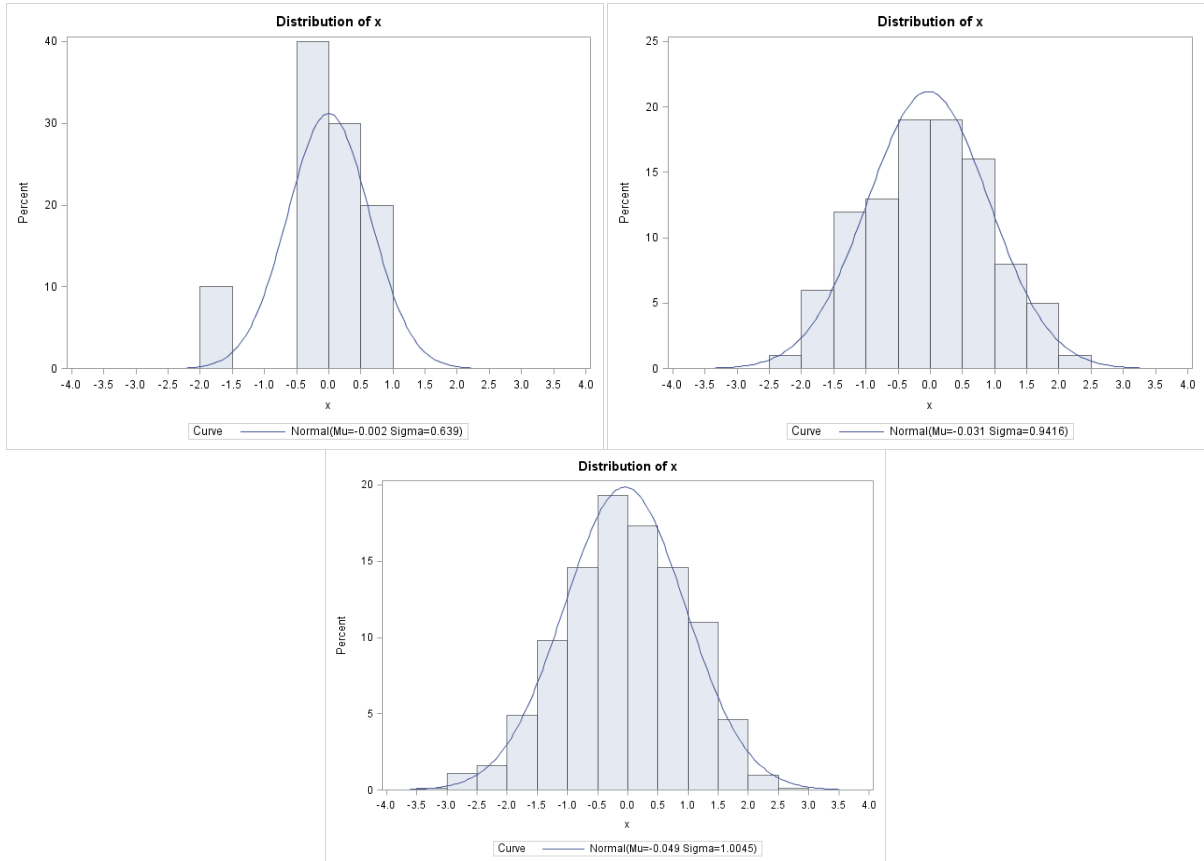 Distribution of x
40
30
20
10
0
Percent
-4.0 -3.5 -3.0 -2.5 -2.0 -1.5 -1.0 -0.5 0.0 0.5 1.0 1.5 2.0 2.5 3.0 3.5 4.0
x
Curve Normal(Mu=-0.002 Sigma=0.639)
Distribution of x
25
20
15
10
5
0
Percent
-4.0 -3.5 -3.0 -2.5 -2.0 -1.5 -1.0 -0.5 0.0 0.5 1.0 1.5 2.0 2.5 3.0 3.5 4.0
x
Curve Normal(Mu=-0.031 Sigma=0.9416)
Distribution of x
20
15
10
5
0
Percent
-4.0 -3.5 -3.0 -2.5 -2.0 -1.5 -1.0 -0.5 0.0 0.5 1.0 1.5 2.0 2.5 3.0 3.5 4.0
x
Curve Normal(Mu=-0.049 Sigma=1.0045)